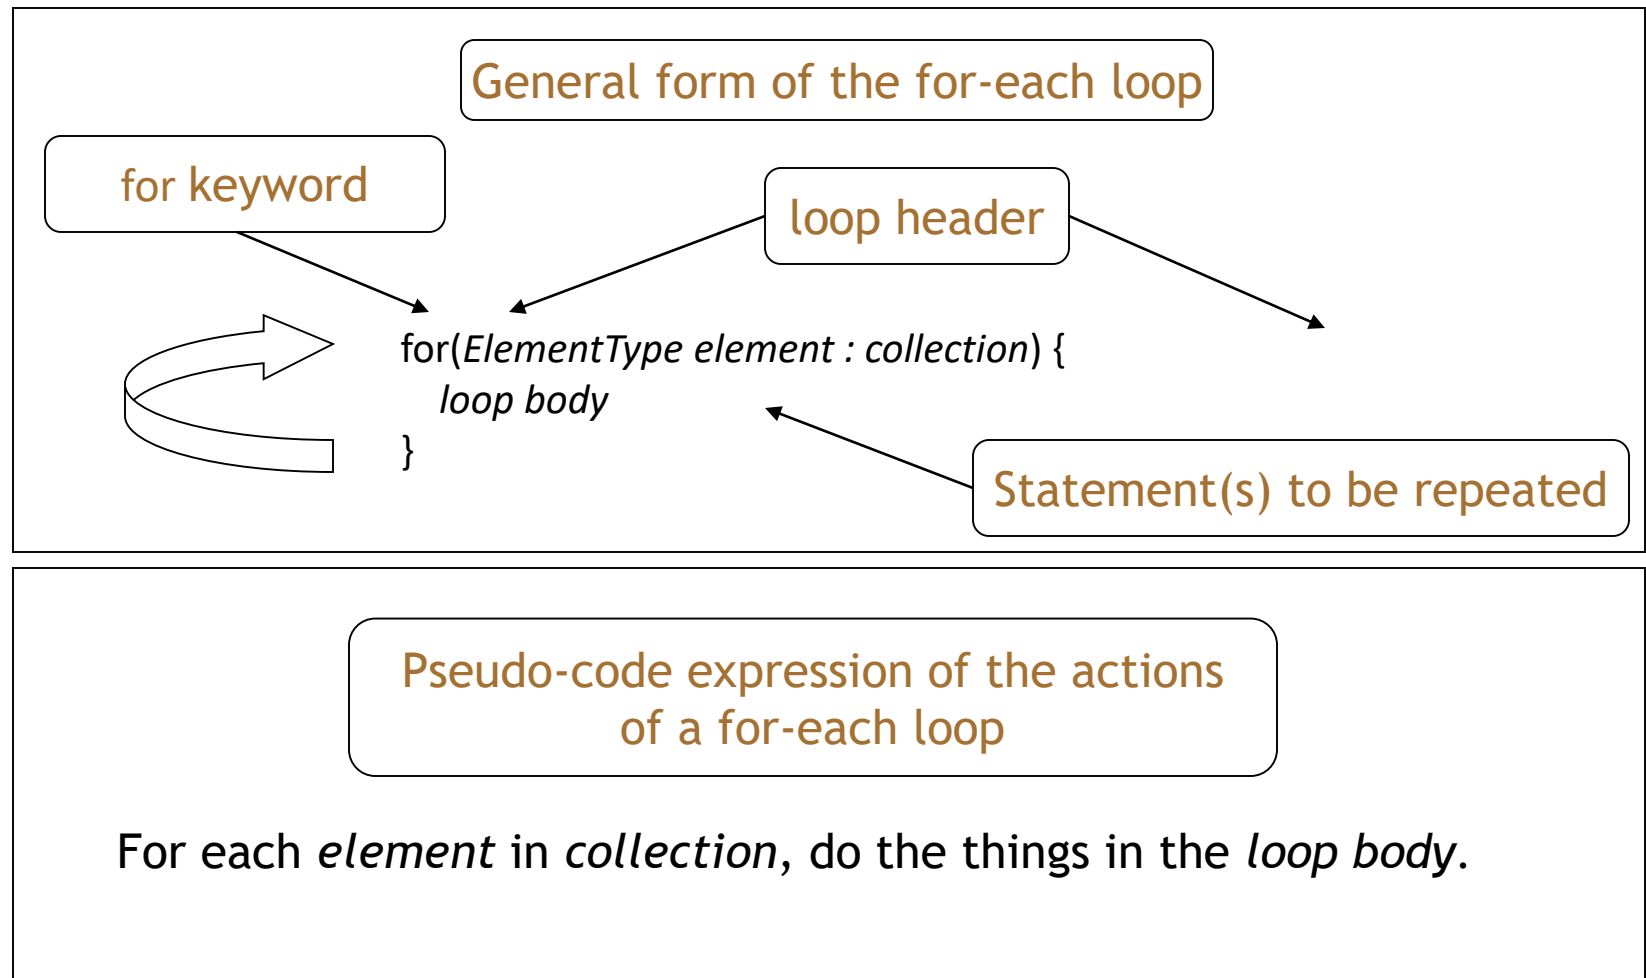 General form of the for-each loop
for keyword
loop header
for(ElementType element : collection) {
loop body
}
Statement(s) to be repeated
Pseudo-code expression of the actions
of a for-each loop
For each element in collection, do the things in the loop body.